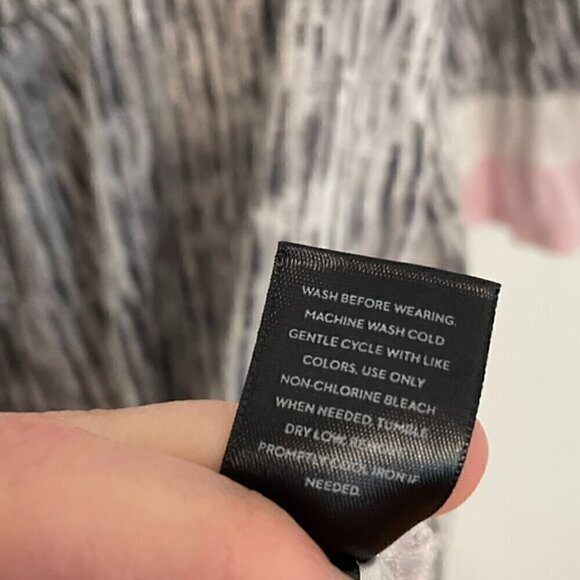 WASH BEFORE WEARING.
MACHINE WASH COLD
GENTLE CYCLE WITH LIKE
COLORS, USE ONLY
NON-CHLORINE BLEACH
WHEN NEEDED, TUMBLE
DRY LOW,
PROMPTLY COOL IRON IF
NEEDED.